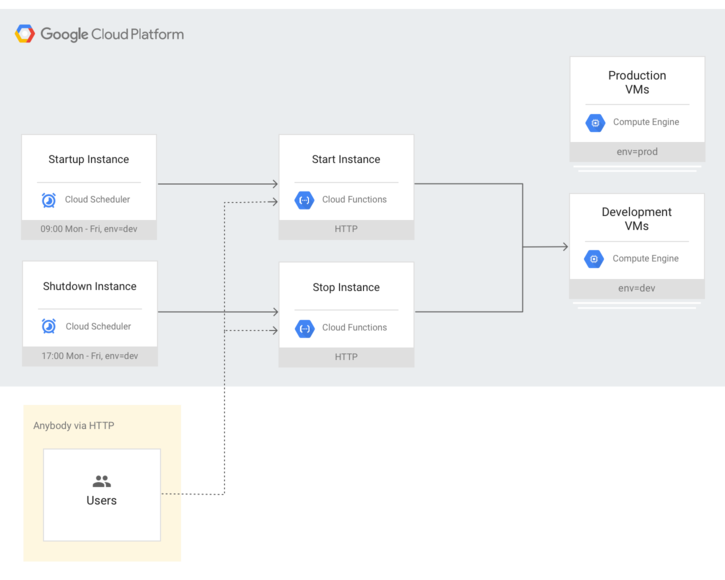 Google Cloud Platform
Production
VMs
Compute Engine
env=prod
Startup Instance
Cloud Scheduler
09:00 Mon - Fri, env=dev
Start Instance
Cloud Functions
HTTP
Development
VMs
Compute Engine
env=dev
Shutdown Instance
Cloud Scheduler
17:00 Mon - Fri, env=dev
Stop Instance
Cloud Functions
HTTP
Anybody via HTTP
Users